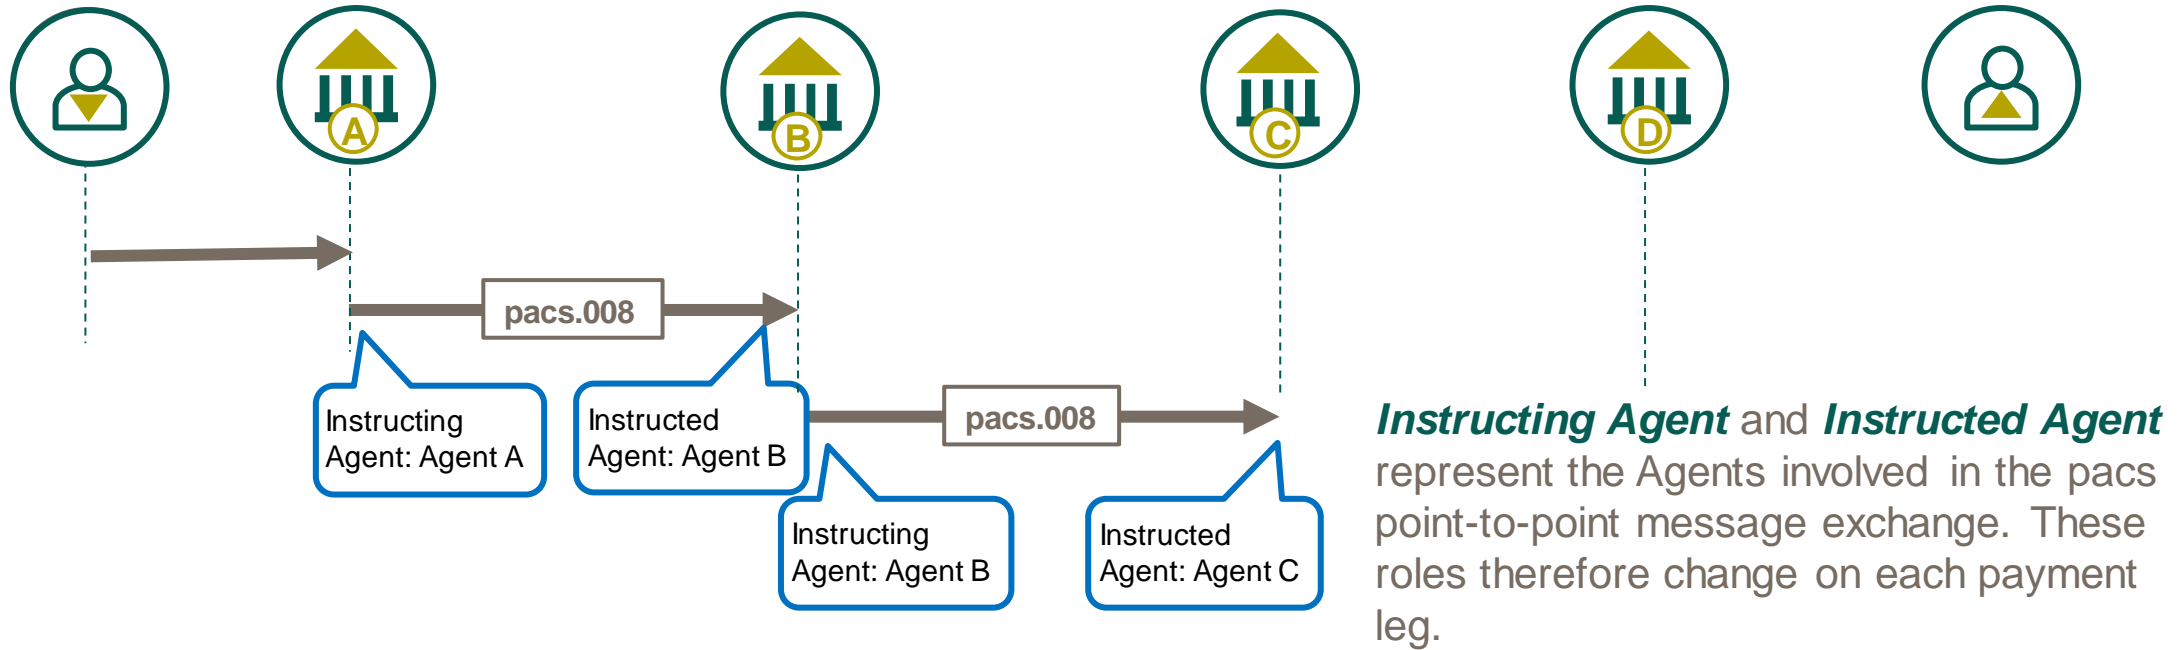 A
B
C
D
pacs.008
Instructing
Agent: Agent A
Instructed
Agent: Agent B
pacs.008
Instructing
Agent: Agent B
Instructed
Agent: Agent C
Instructing Agent and Instructed Agent
represent the Agents involved in the pacs
point-to-point message exchange. These
roles therefore change on each payment
leg.